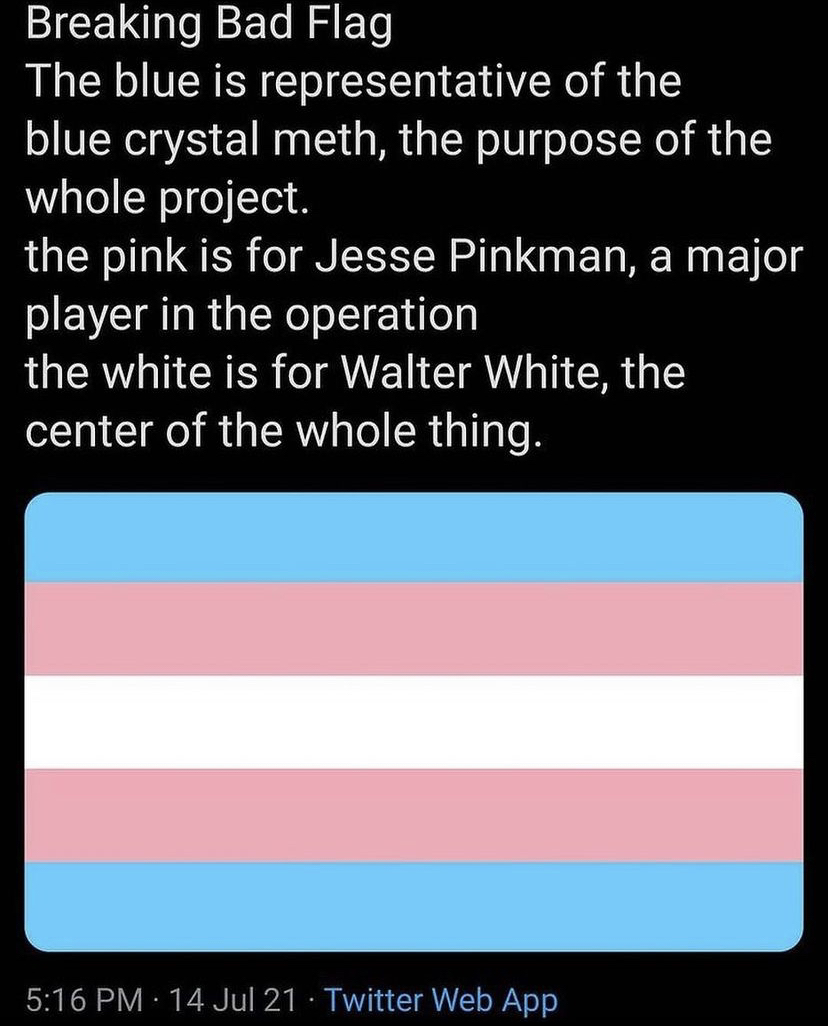 Breaking Bad Flag
The blue is representative of the
blue crystal meth, the purpose of the
whole project.
the pink is for Jesse Pinkman, a major
player in the operation
the white is for Walter White, the
center of the whole thing.
5:16 PM · 14 Jul 21 · Twitter Web App